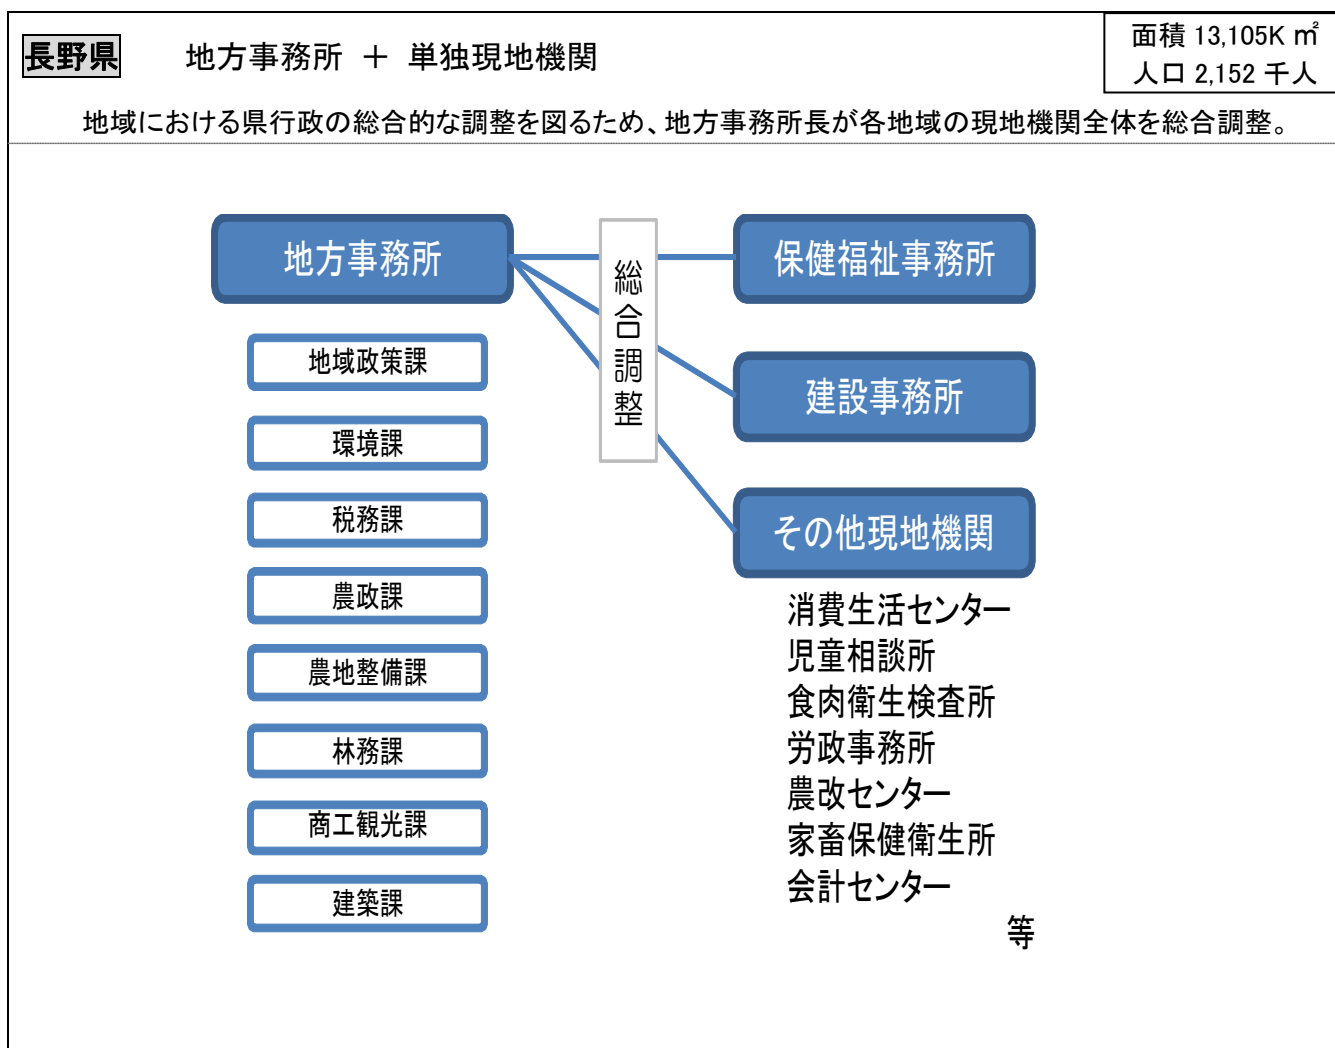 長野県
地方事務所 ＋ 単独現地機関
面積 13,105K㎡
人口 2,152 千人
地域における県行政の総合的な調整を図るため、地方事務所長が各地域の現地機関全体を総合調整。
地方事務所
地域政策課
環境課
税務課
農政課
農地整備課
林務課
商工観光課
建築課
総合調整
保健福祉事務所
建設事務所
その他現地機関
消費生活センター
児童相談所
食肉衛生検査所
労政事務所
農改センター
家畜保健衛生所
会計センター
等